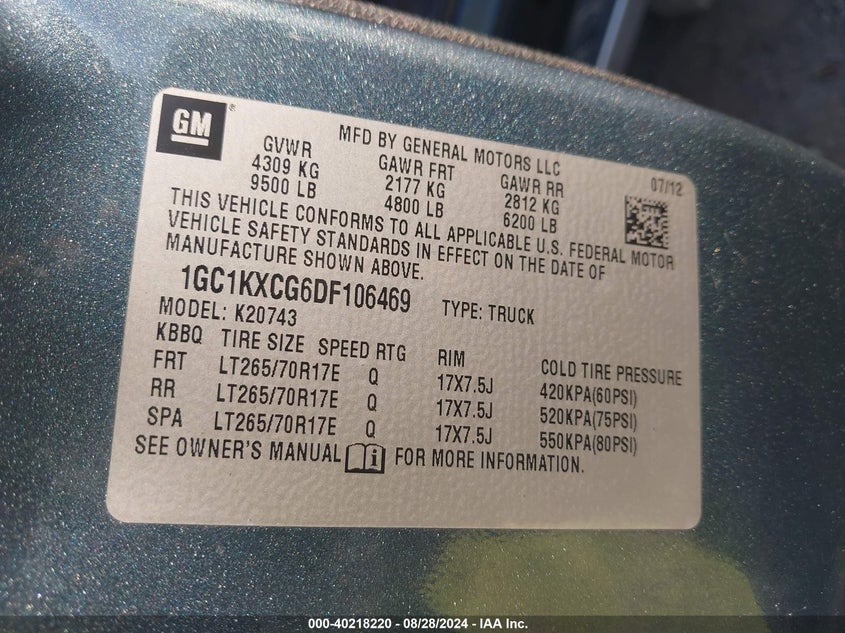 GM ®
MFD BY GENERAL MOTORS LLC
07/12
GVWR GAWR FRT GAWR RR
4309 KG 2177 KG 2812 KG
9500 LB 4800 LB 6200 LB
THIS VEHICLE CONFORMS TO ALL APPLICABLE U.S. FEDERAL MOTOR
VEHICLE SAFETY STANDARDS IN EFFECT ON THE DATE OF
MANUFACTURE SHOWN ABOVE.
1GC1KXCG6DF106469 TYPE: TRUCK
MODEL: K20743
KBBQ TIRE SIZE SPEED RTG RIM COLD TIRE PRESSURE
FRT LT265/70R17E Q 17X7.5J 420KPA(60PSI)
RR LT265/70R17E Q 17X7.5J 520KPA(75PSI)
SPA LT265/70R17E Q 17X7.5J 550KPA(80PSI)
SEE OWNER'S MANUAL i FOR MORE INFORMATION.
000-40218220 - 08/28/2024 - IAA Inc.